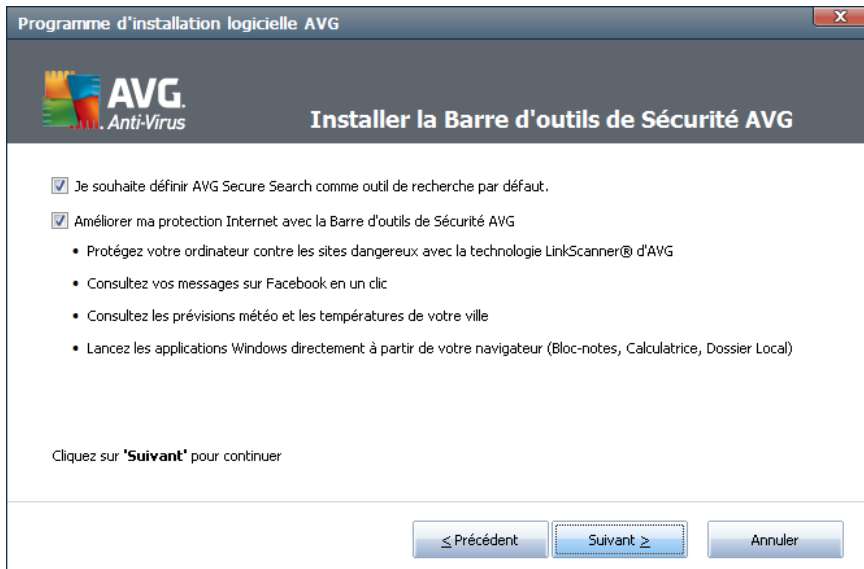 Programme d'installation logicielle AVG
AVG.
Anti-Virus
Installer la Barre d'outils de Sécurité AVG
Je souhaite définir AVG Secure Search comme outil de recherche par défaut.
Améliorer ma protection Internet avec la Barre d'outils de Sécurité AVG
• Protégez votre ordinateur contre les sites dangereux avec la technologie LinkScanner® d'AVG
• Consultez vos messages sur Facebook en un clic
• Consultez les prévisions météo et les températures de votre ville
• Lancez les applications Windows directement à partir de votre navigateur (Bloc-notes, Calculatrice, Dossier Local)
Cliquez sur 'Suivant' pour continuer
< Précédent
Suivant >
Annuler